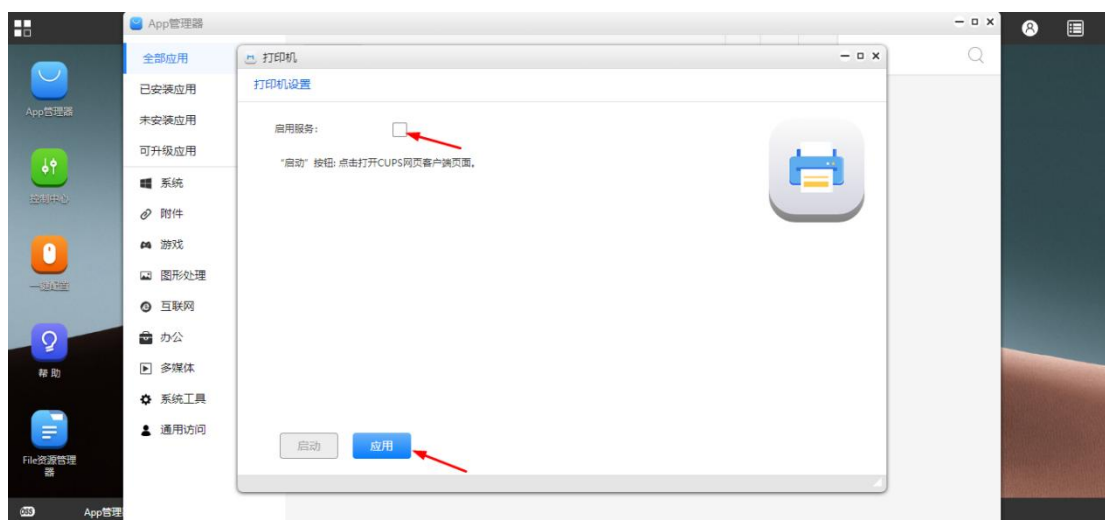 App管理器
App管理器
控制中心
一键配置
帮 助
File资源管理
器
全部应用
已安装应用
未安装应用
可升级应用
系统
附件
游戏
图形处理
互联网
办公
多媒体
系统工具
通用访问
打印机
打印机设置
启用服务：
“启动”按钮: 点击打开CUPS网页客户端页面。
启动
应用
App管理